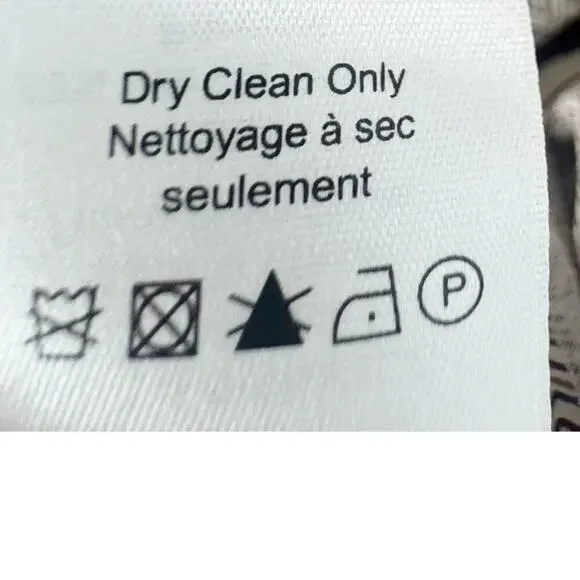 Dry Clean Only
Nettoyage à sec
seulement
P